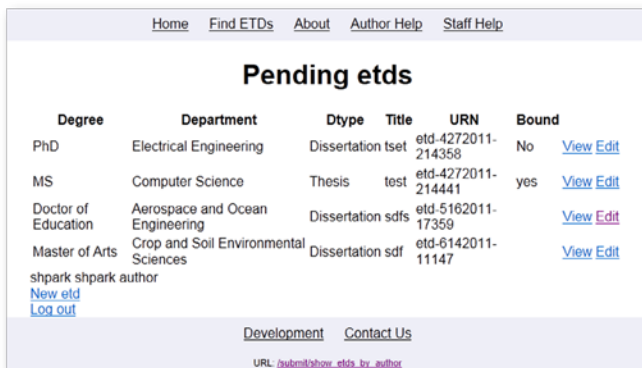 Home Find ETDs About Author Help Staff Help
Pending etds
Degree Department Dtype Title URN Bound
PhD Electrical Engineering Dissertation tset etd-4272011-214358 No View Edit
MS Computer Science Thesis test etd-4272011-214441 yes View Edit
Doctor of Education Aerospace and Ocean Engineering Dissertation sdfs etd-5162011-17359 View Edit
Master of Arts Crop and Soil Environmental Sciences Dissertation sdf etd-6142011-11147 View Edit
shpark shpark author
New etd
Log out
Development Contact Us
URL: /submit/show_etds_by_author